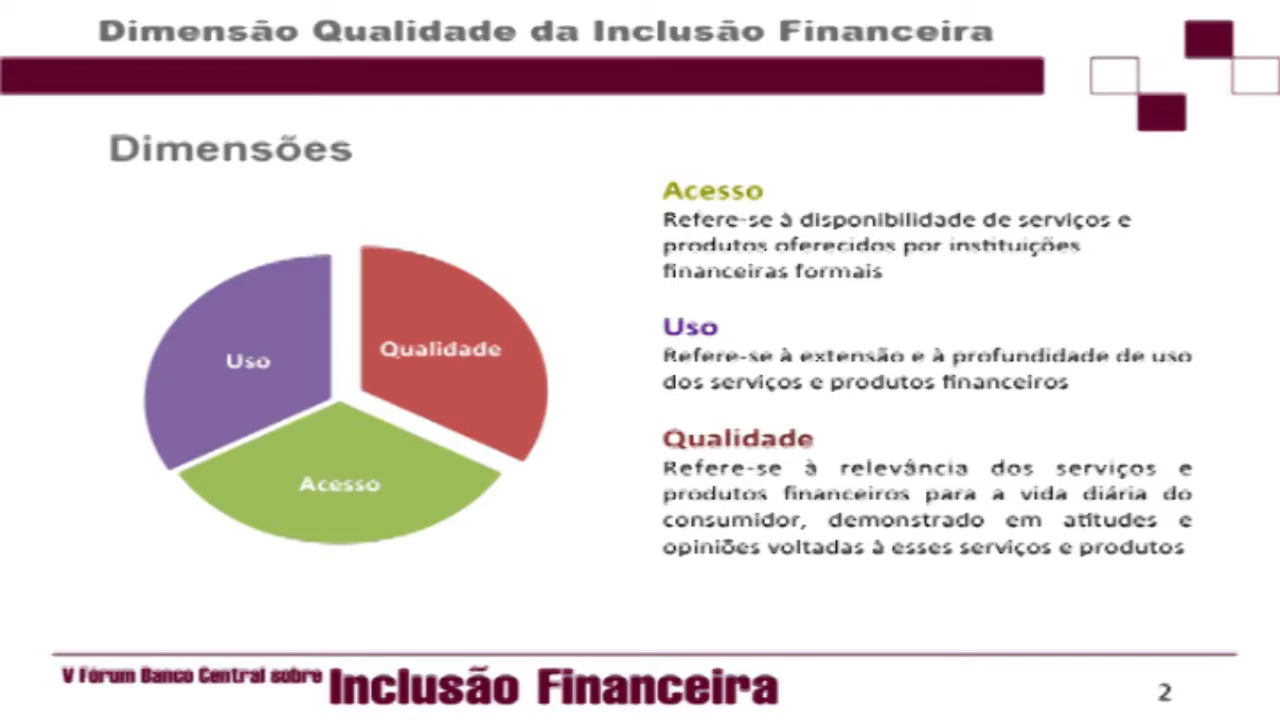 Dimensão Qualidade da Inclusão Financeira
Dimensões
Uso
Qualidade
Acesso
Acesso
Refere-se à disponibilidade de serviços e
produtos oferecidos por instituições
financeiras formais
Uso
Refere-se à extensão e à profundidade de uso
dos serviços e produtos financeiros
Qualidade
Refere-se à relevância dos serviços e
produtos financeiros para a vida diária do
consumidor, demonstrado em atitudes e
opiniões voltadas à esses serviços e produtos
V Fórum Banco Central sobre Inclusão Financeira
2